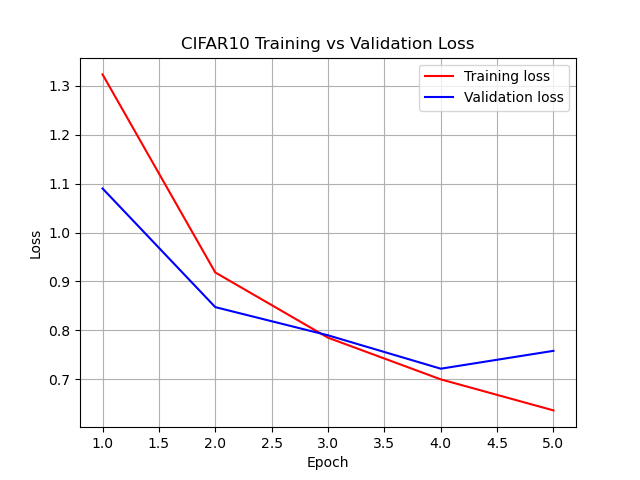 CIFAR10 Training vs Validation Loss
Training loss
Validation loss
1.3
1.2
1.1
1.0
0.9
0.8
0.7
Loss
1.0 1.5 2.0 2.5 3.0 3.5 4.0 4.5 5.0
Epoch